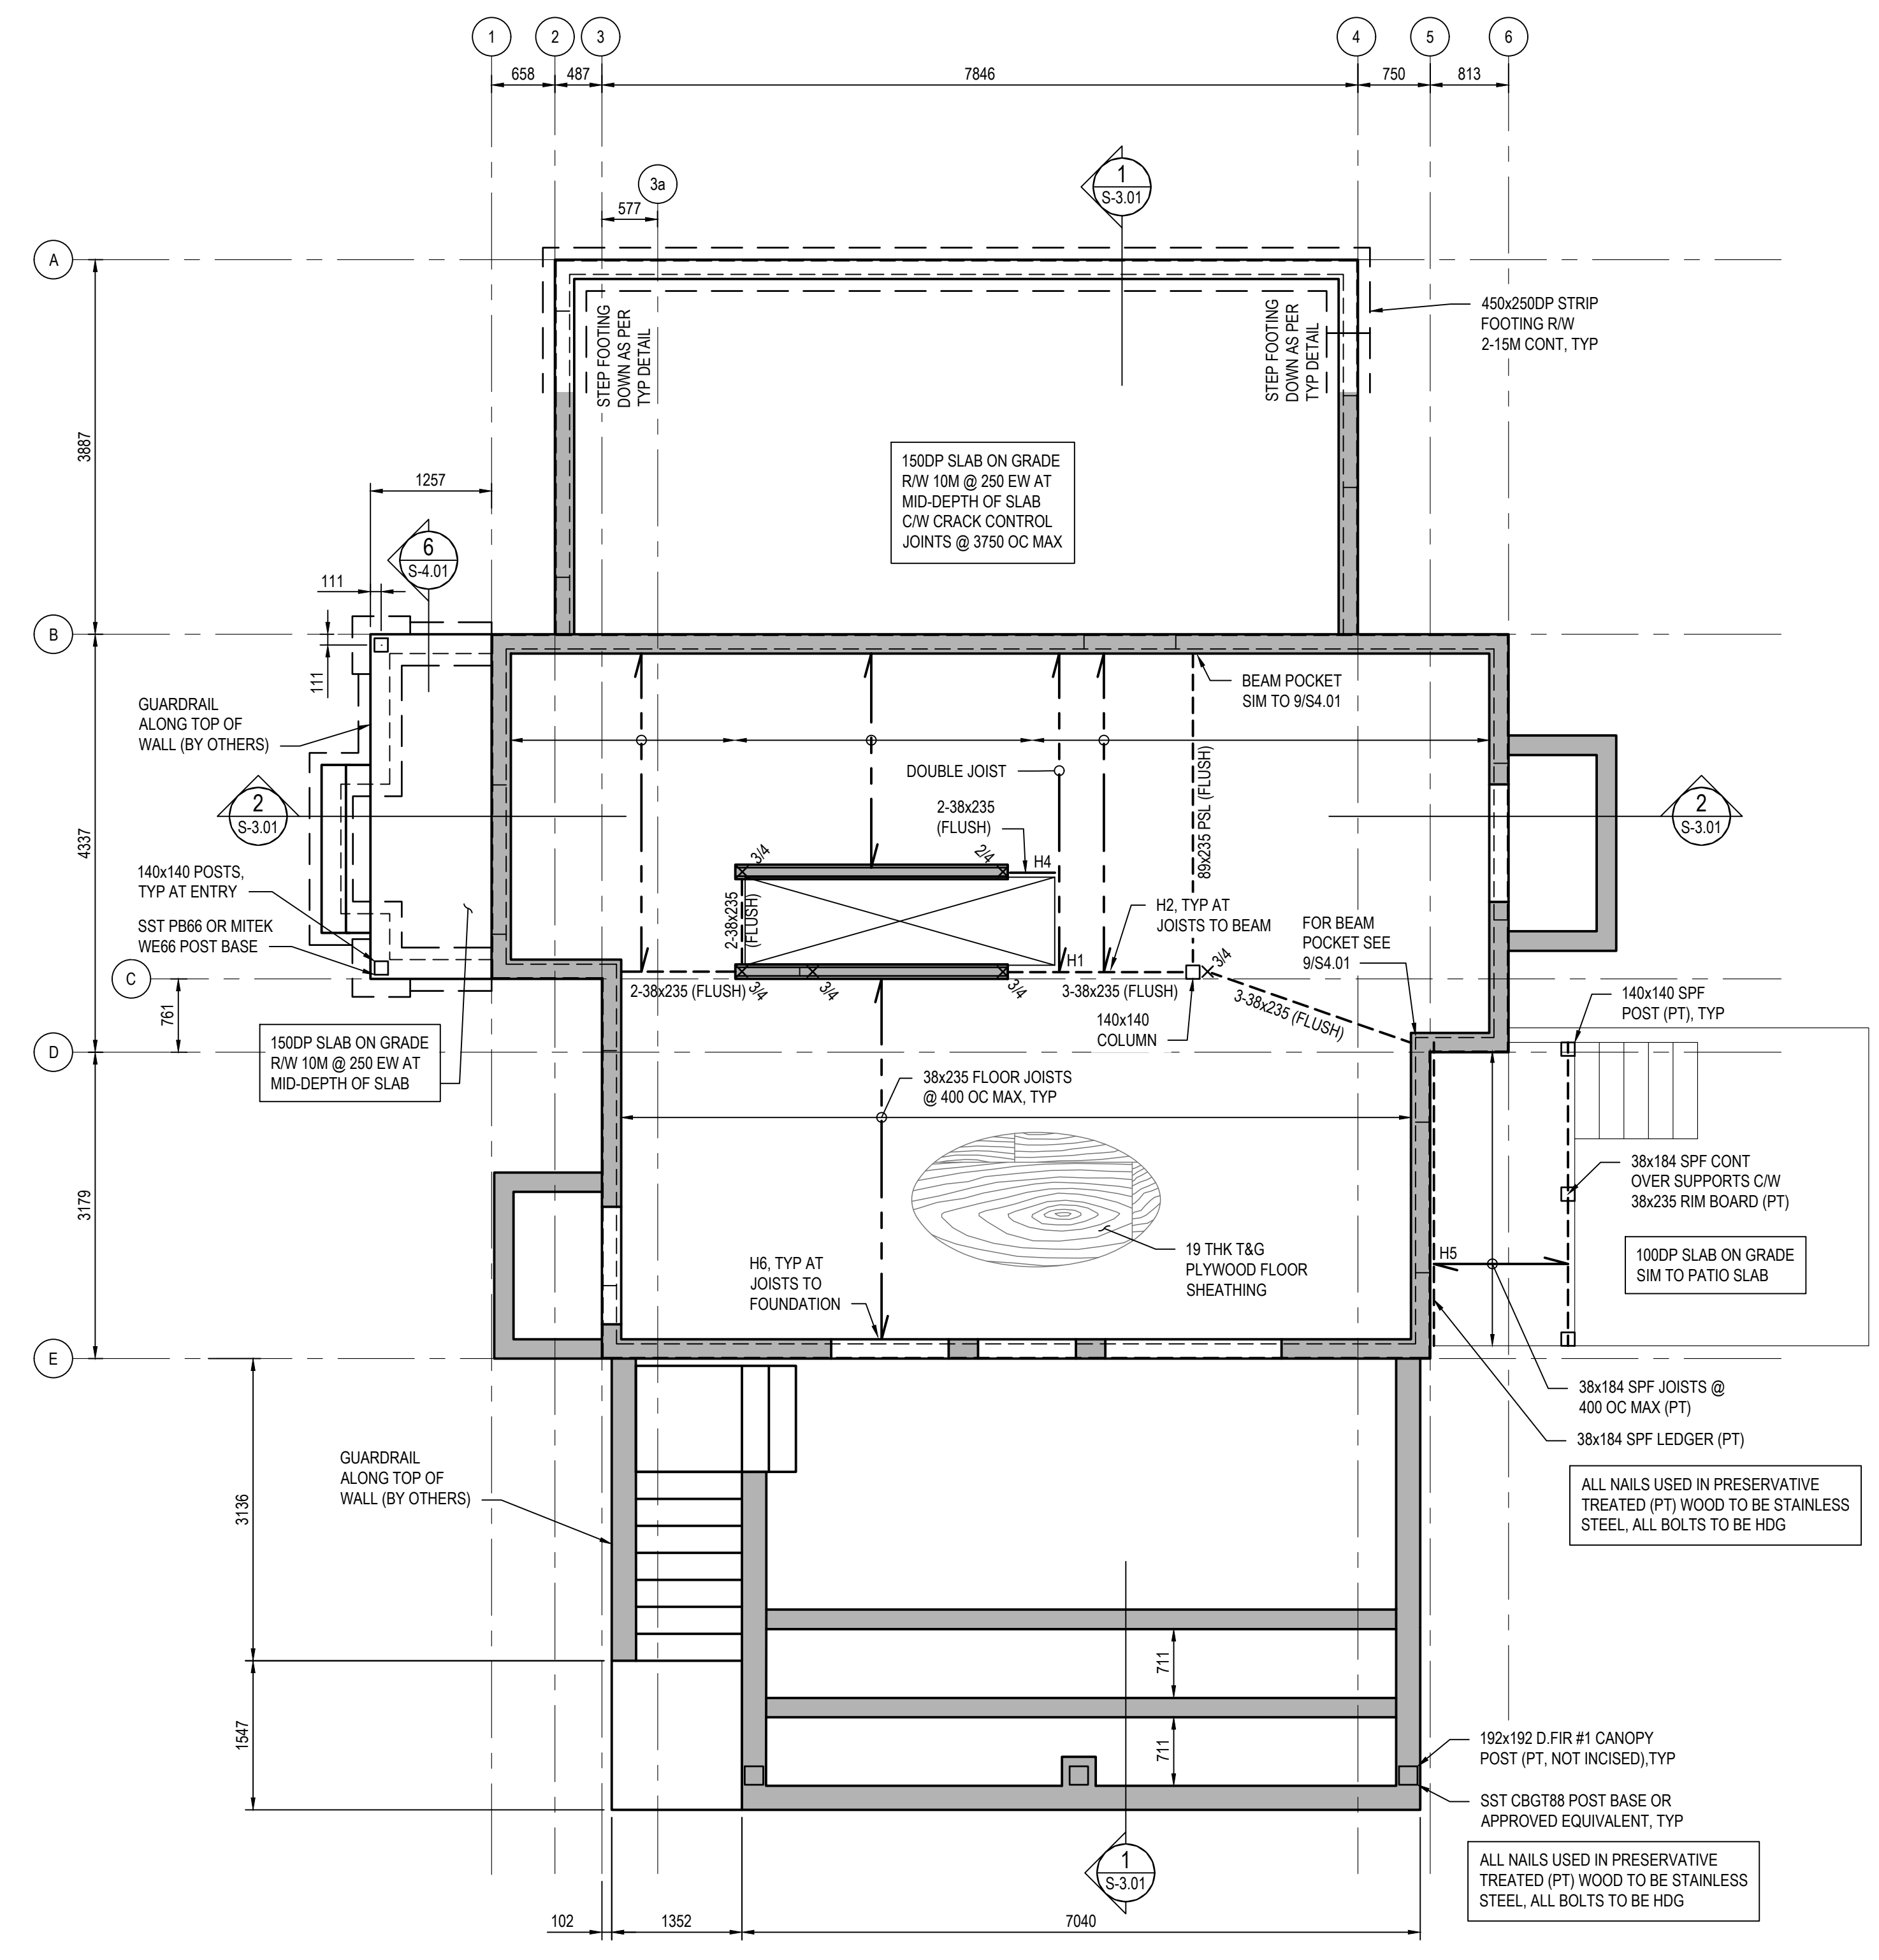 1
2
3
4
5
6
658
487
7846
750
813
3a
577
1
S-3.01
A
B
C
D
E
3887
4337
761
3179
3136
1547
STEP FOOTING
DOWN AS PER
TYP DETAIL
STEP FOOTING
DOWN AS PER
TYP DETAIL
450x250DP STRIP
FOOTING R/W
2-15M CONT, TYP
150DP SLAB ON GRADE
R/W 10M @ 250 EW AT
MID-DEPTH OF SLAB
C/W CRACK CONTROL
JOINTS @ 3750 OC MAX
1257
6
S-4.01
111
111
GUARDRAIL
ALONG TOP OF
WALL (BY OTHERS)
BEAM POCKET
SIM TO 9/S4.01
2
S-3.01
DOUBLE JOIST
2-38x235
(FLUSH)
89x235 PSL (FLUSH)
2
S-3.01
3/4
2/4
H4
140x140 POSTS,
TYP AT ENTRY
SST PB66 OR MITEK
WE66 POST BASE
2-38x235
(FLUSH)
H2, TYP AT
JOISTS TO BEAM
FOR BEAM
POCKET SEE
9/S4.01
H1
3/4
2-38x235 (FLUSH)
3/4
3/4
3/4
3-38x235 (FLUSH)
3-38x235 (FLUSH)
140x140
COLUMN
140x140 SPF
POST (PT), TYP
150DP SLAB ON GRADE
R/W 10M @ 250 EW AT
MID-DEPTH OF SLAB
38x235 FLOOR JOISTS
@ 400 OC MAX, TYP
38x184 SPF CONT
OVER SUPPORTS C/W
38x235 RIM BOARD (PT)
H6, TYP AT
JOISTS TO
FOUNDATION
19 THK T&G
PLYWOOD FLOOR
SHEATHING
H5
100DP SLAB ON GRADE
SIM TO PATIO SLAB
38x184 SPF JOISTS @
400 OC MAX (PT)
38x184 SPF LEDGER (PT)
GUARDRAIL
ALONG TOP OF
WALL (BY OTHERS)
ALL NAILS USED IN PRESERVATIVE
TREATED (PT) WOOD TO BE STAINLESS
STEEL, ALL BOLTS TO BE HDG
711
711
192x192 D.FIR #1 CANOPY
POST (PT, NOT INCISED),TYP
SST CBGT88 POST BASE OR
APPROVED EQUIVALENT, TYP
ALL NAILS USED IN PRESERVATIVE
TREATED (PT) WOOD TO BE STAINLESS
STEEL, ALL BOLTS TO BE HDG
1
S-3.01
102
1352
7040